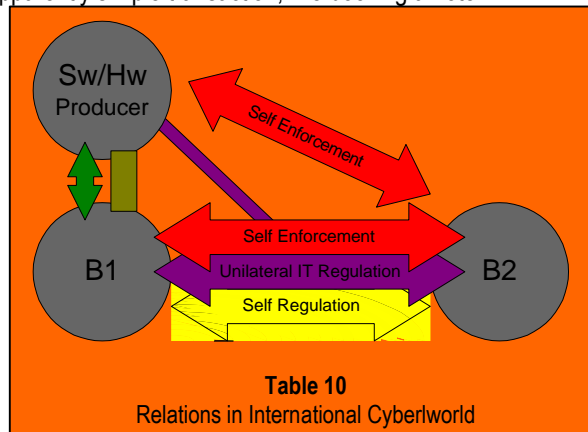 Sw/Hw
Producer
Self Enforcement
Self Enforcement
B1
Unilateral IT Regulation
B2
Self Regulation
Table 10
Relations in International Cyberlworld